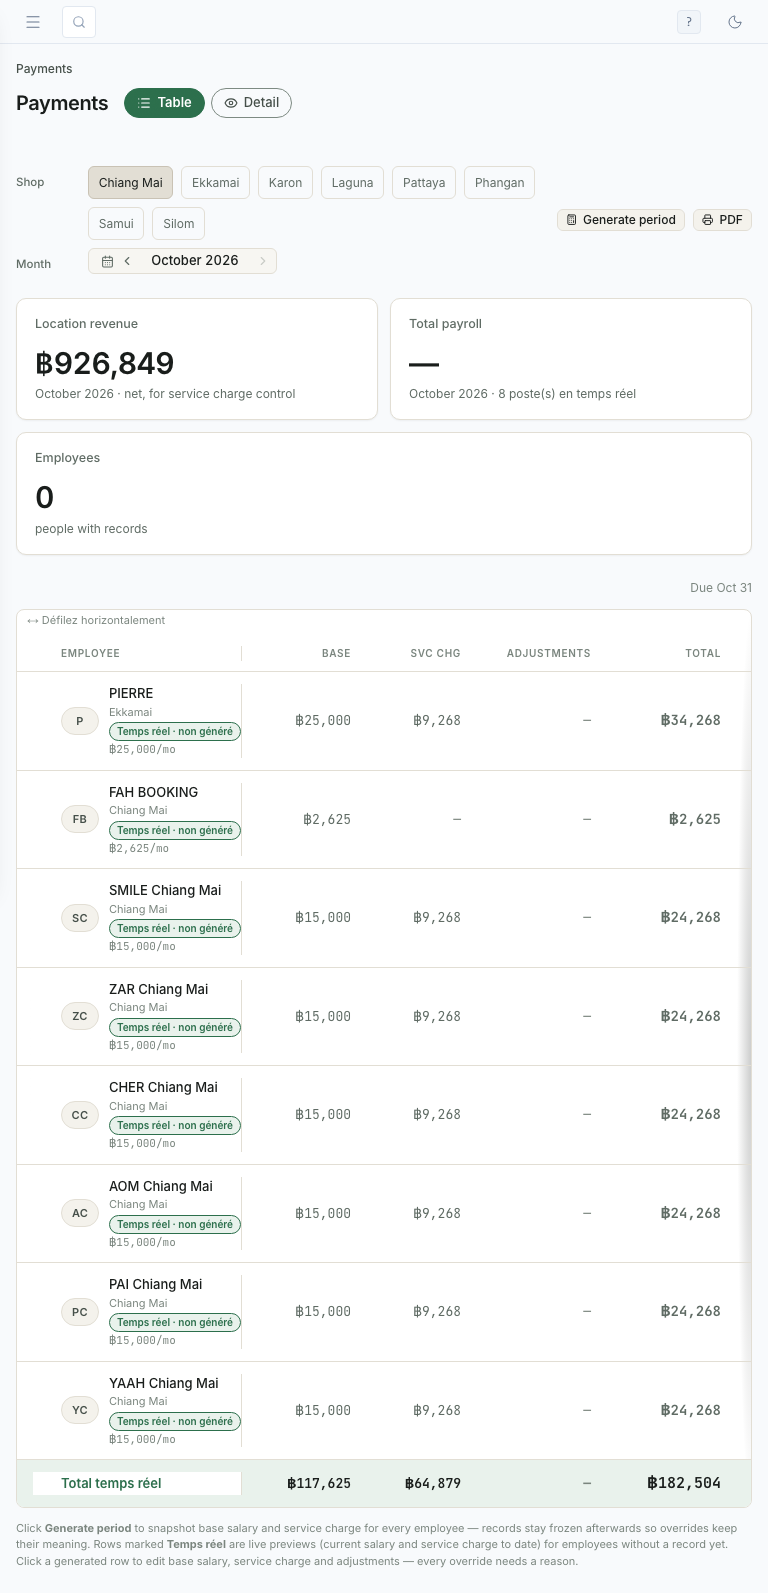 ?
Payments
Payments
Table
Detail
Shop
Chiang Mai
Ekkamai
Karon
Laguna
Pattaya
Phangan
Samui
Silom
Generate period
PDF
Month
October 2026
Location revenue
฿926,849
October 2026 · net, for service charge control
Total payroll
—
October 2026 · 8 poste(s) en temps réel
Employees
0
people with records
Due Oct 31
↔ Défilez horizontalement
EMPLOYEE BASE SVC CHG ADJUSTMENTS TOTAL
PIERRE
Ekkamai
P ฿25,000 ฿9,268 — ฿34,268
Temps réel · non généré
฿25,000/mo
FAH BOOKING
Chiang Mai
FB ฿2,625 — — ฿2,625
Temps réel · non généré
฿2,625/mo
SMILE Chiang Mai
Chiang Mai
SC ฿15,000 ฿9,268 — ฿24,268
Temps réel · non généré
฿15,000/mo
ZAR Chiang Mai
Chiang Mai
ZC ฿15,000 ฿9,268 — ฿24,268
Temps réel · non généré
฿15,000/mo
CHER Chiang Mai
Chiang Mai
CC ฿15,000 ฿9,268 — ฿24,268
Temps réel · non généré
฿15,000/mo
AOM Chiang Mai
Chiang Mai
AC ฿15,000 ฿9,268 — ฿24,268
Temps réel · non généré
฿15,000/mo
PAI Chiang Mai
Chiang Mai
PC ฿15,000 ฿9,268 — ฿24,268
Temps réel · non généré
฿15,000/mo
YAAH Chiang Mai
Chiang Mai
YC ฿15,000 ฿9,268 — ฿24,268
Temps réel · non généré
฿15,000/mo
Total temps réel ฿117,625 ฿64,879 — ฿182,504
Click Generate period to snapshot base salary and service charge for every employee — records stay frozen afterwards so overrides keep
their meaning. Rows marked Temps réel are live previews (current salary and service charge to date) for employees without a record yet.
Click a generated row to edit base salary, service charge and adjustments — every override needs a reason.